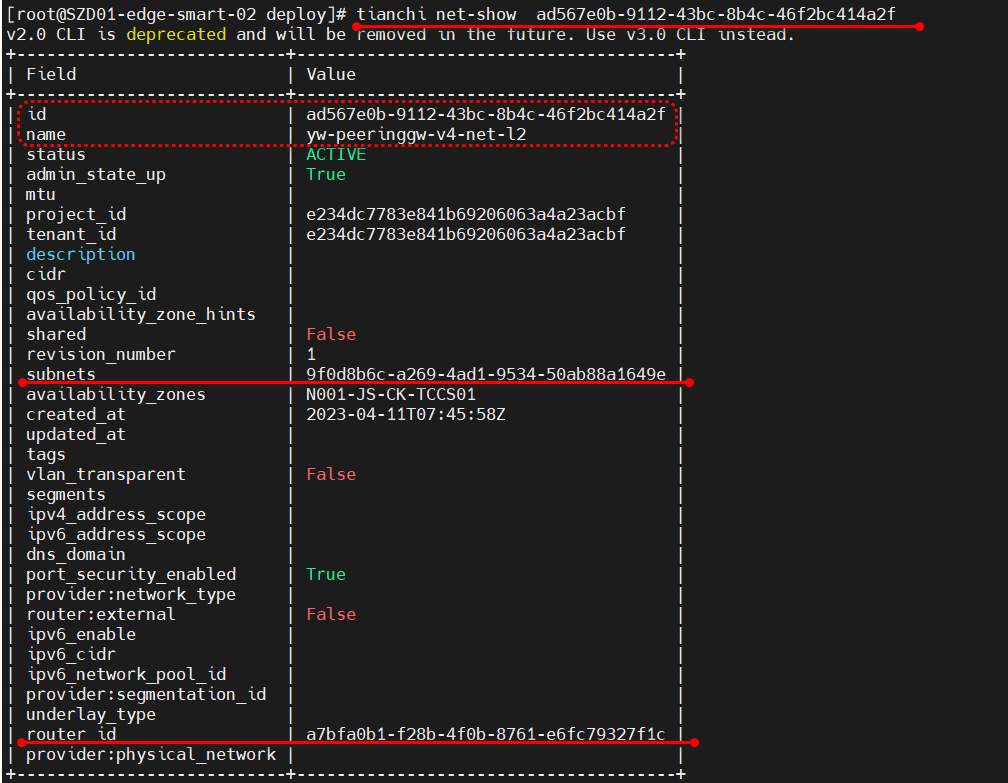 [root@SZD01-edge-smart-02 deploy]# tianchi net-show  ad567e0b-9112-43bc-8b4c-46f2bc414a2f
v2.0 CLI is deprecated and will be removed in the future. Use v3.0 CLI instead.
+---------------------------+--------------------------------------+
| Field                     | Value                                |
+---------------------------+--------------------------------------+
| id                        | ad567e0b-9112-43bc-8b4c-46f2bc414a2f |
| name                      | yw-peeringgw-v4-net-l2               |
| status                    | ACTIVE                               |
| admin_state_up            | True                                 |
| mtu                       |                                      |
| project_id                | e234dc7783e841b69206063a4a23acbf     |
| tenant_id                 | e234dc7783e841b69206063a4a23acbf     |
| description               |                                      |
| cidr                      |                                      |
| qos_policy_id             |                                      |
| availability_zone_hints   |                                      |
| shared                    | False                                |
| revision_number           | 1                                    |
| subnets                   | 9f0d8b6c-a269-4ad1-9534-50ab88a1649e |
| availability_zones        | N001-JS-CK-TCCS01                    |
| created_at                | 2023-04-11T07:45:58Z                 |
| updated_at                |                                      |
| tags                      |                                      |
| vlan_transparent          | False                                |
| segments                  |                                      |
| ipv4_address_scope        |                                      |
| ipv6_address_scope        |                                      |
| dns_domain                |                                      |
| port_security_enabled     | True                                 |
| provider:network_type     |                                      |
| router:external           | False                                |
| ipv6_enable               |                                      |
| ipv6_cidr                 |                                      |
| ipv6_network_pool_id      |                                      |
| provider:segmentation_id  |                                      |
| underlay_type             |                                      |
| router_id                 | a7bfa0b1-f28b-4f0b-8761-e6fc79327f1c |
| provider:physical_network |                                      |
+---------------------------+--------------------------------------+